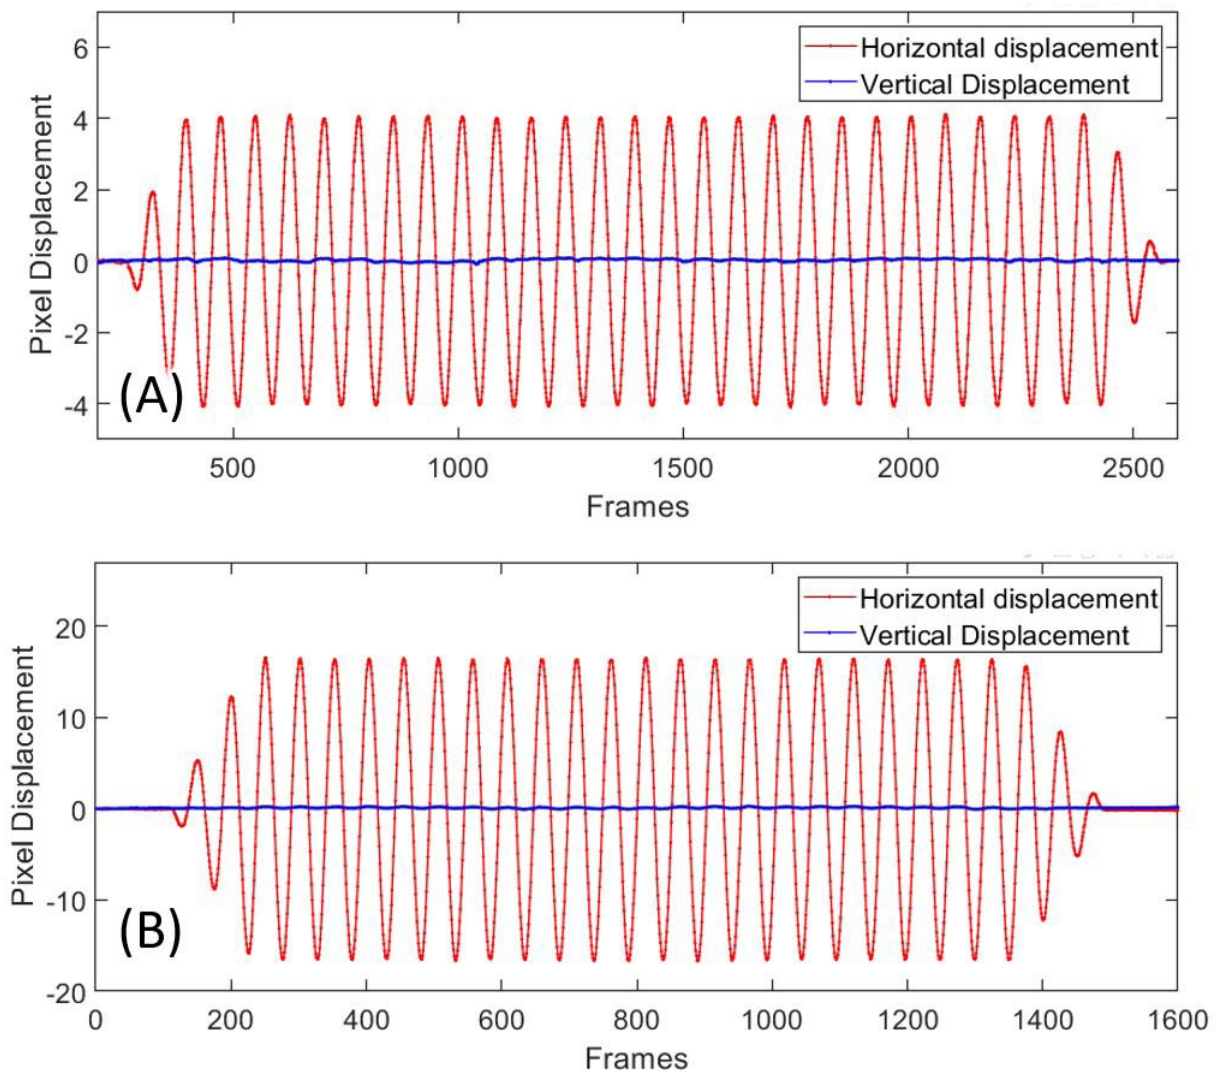 6
4
2
0
-2
-4
Pixel Displacement
Horizontal displacement
Vertical Displacement
(A)
500 1000 1500 2000 2500
Frames
20
10
0
-10
-20
Pixel Displacement
Horizontal displacement
Vertical Displacement
(B)
0 200 400 600 800 1000 1200 1400 1600
Frames